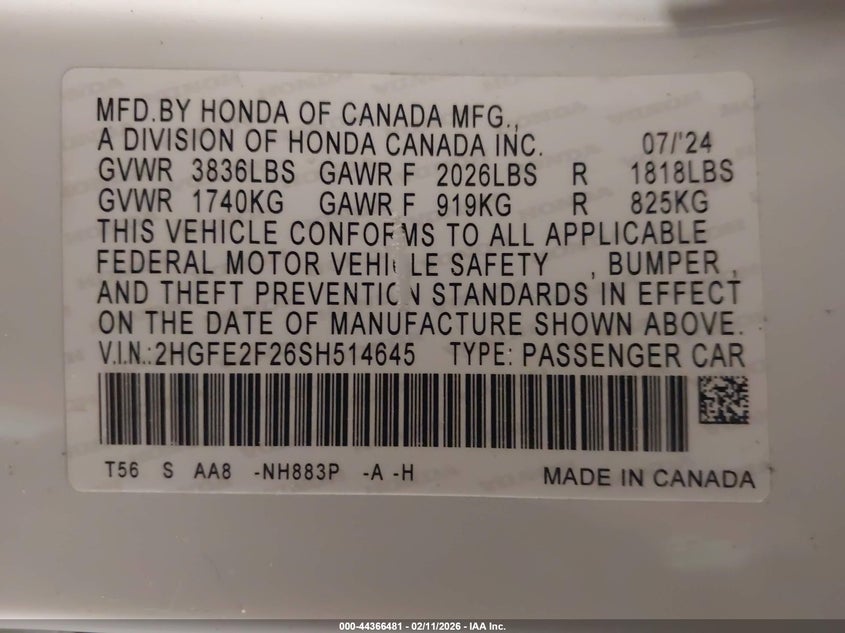 MFD.BY HONDA OF CANADA MFG.,
A DIVISION OF HONDA CANADA INC. 07/'24
GVWR 3836LBS GAWR F 2026LBS R 1818LBS
GVWR 1740KG GAWR F 919KG R 825KG
THIS VEHICLE CONFORMS TO ALL APPLICABLE
FEDERAL MOTOR VEHICLE SAFETY , BUMPER ,
AND THEFT PREVENTION STANDARDS IN EFFECT
ON THE DATE OF MANUFACTURE SHOWN ABOVE.
V.I.N.:2HGFE2F26SH514645 TYPE: PASSENGER CAR
T56 S AA8 -NH883P -A -H MADE IN CANADA
000-44366481 - 02/11/2026 - IAA Inc.